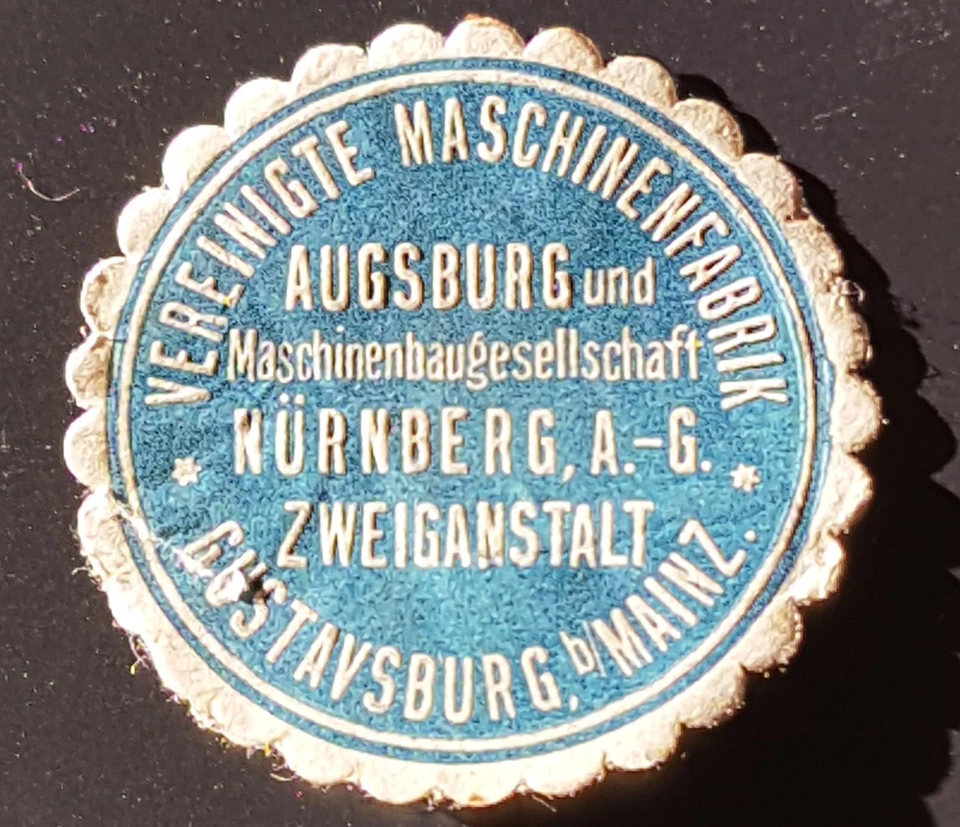 VEREINIGTE MASCHINENFABRIK
AUGSBURG und
Maschinenbaugesellschaft
NÜRNBERG, A.-G.
ZWEIGANSTALT
GUSTAVSBURG, b/MAINZ.